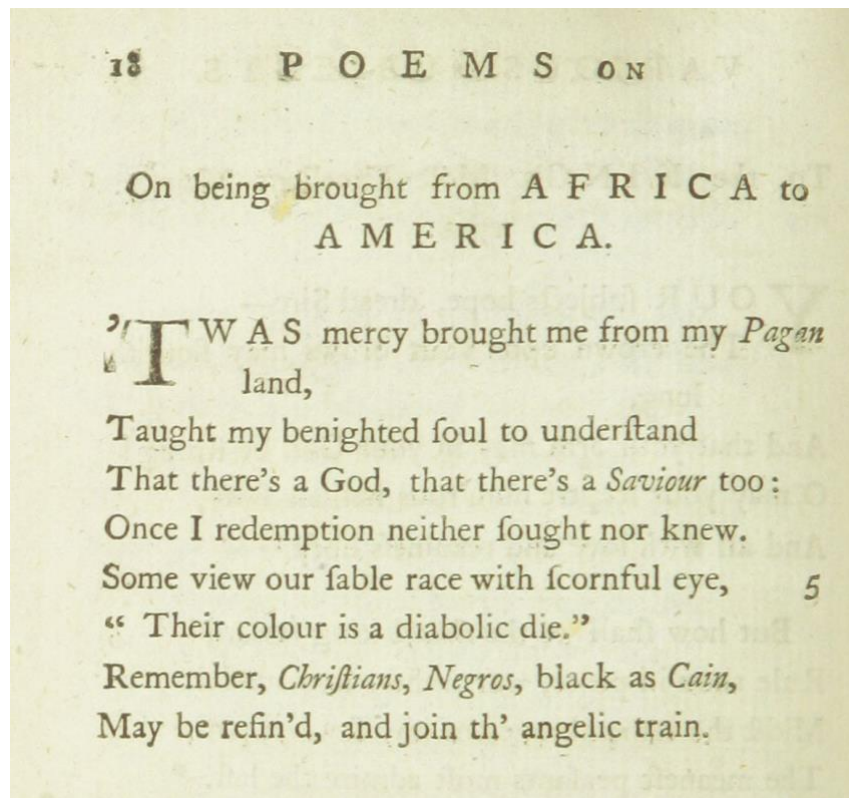 18 POEMS ON
On being brought from AFRICA to
AMERICA.
'TWAS mercy brought me from my Pagan
land,
Taught my benighted ſoul to underſtand
That there's a God, that there's a Saviour too:
Once I redemption neither ſought nor knew.
Some view our ſable race with ſcornful eye, 5
“ Their colour is a diabolic die.”
Remember, Chriſtians, Negros, black as Cain,
May be refin'd, and join th' angelic train.